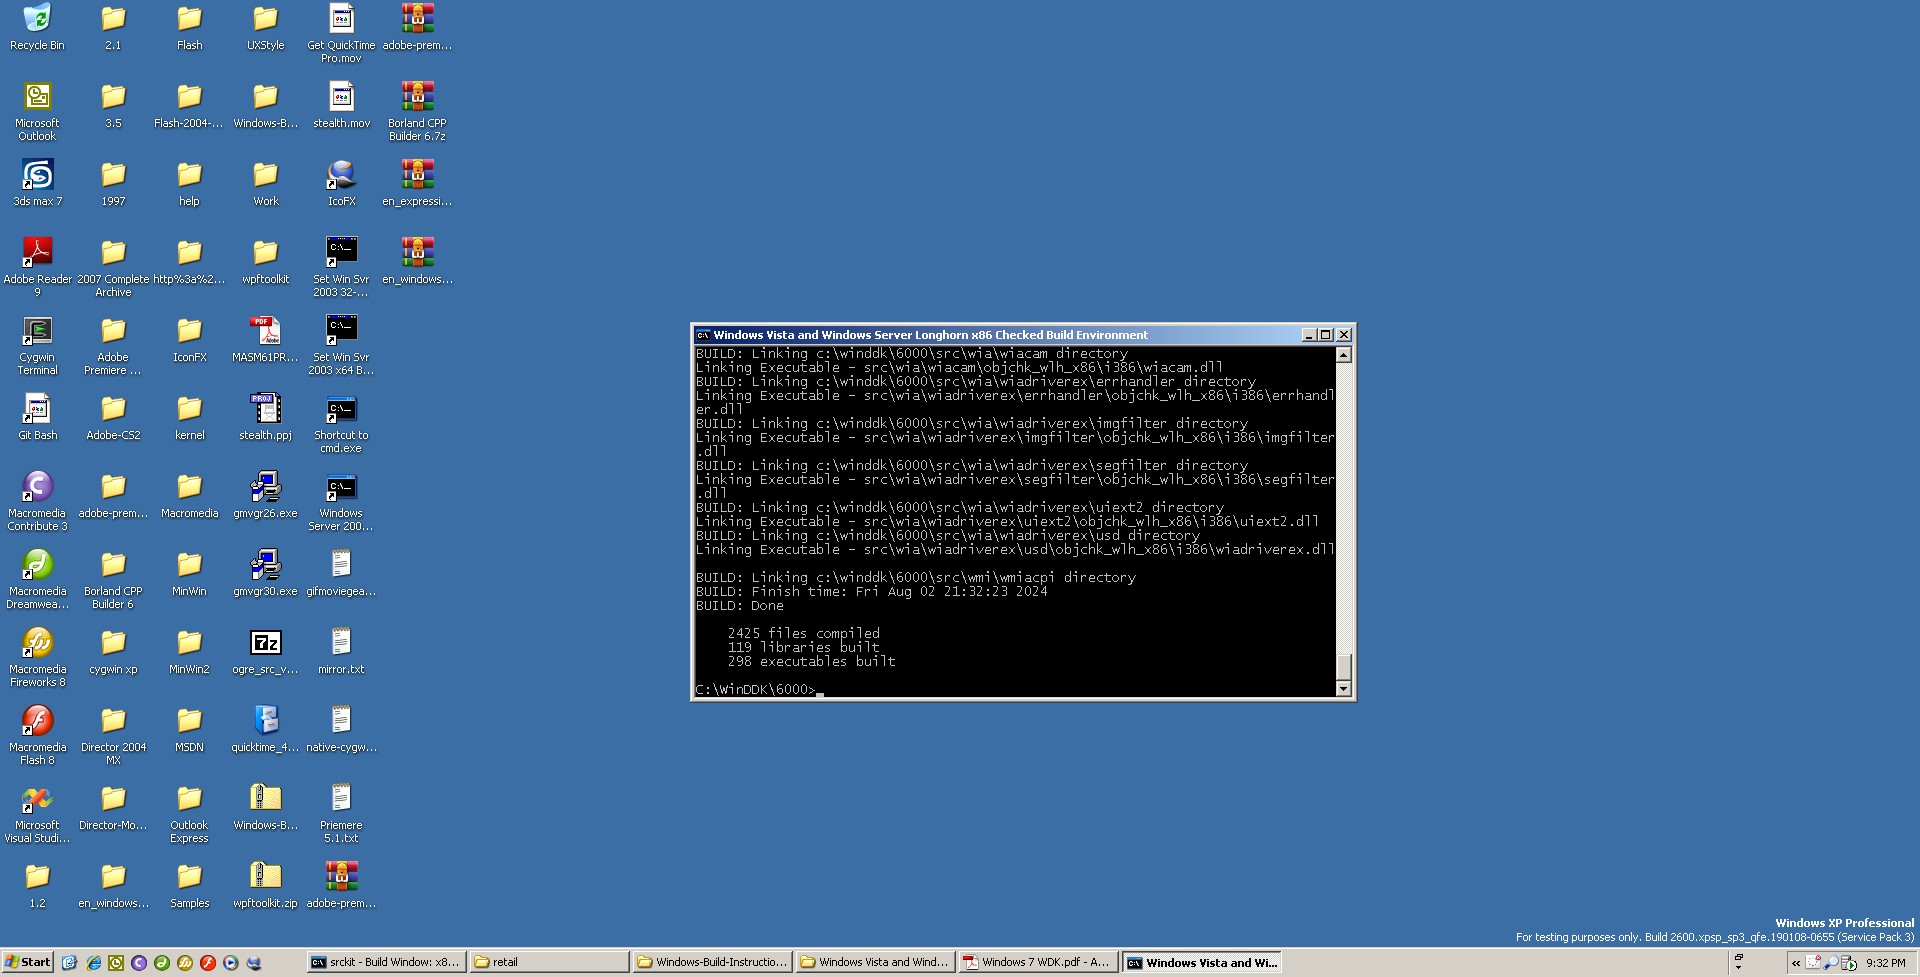 Recycle Bin
2.1
Flash
UXStyle
Get QuickTime
Pro.mov
adobe-prem...
Microsoft
Outlook
3.5
Flash-2004-...
Windows-B...
stealth.mov
Borland CPP
Builder 6.7z
3ds max 7
1997
help
Work
IcoFX
en_expressi...
Adobe Reader
9
2007 Complete
Archive
http%3a%2...
wpftoolkit
Set Win Svr
2003 32-...
en_windows...
Cygwin
Terminal
Adobe
Premiere ...
IconFX
PDF
Adobe
MASM61PR...
Set Win Svr
2003 x64 B...
Git Bash
Adobe-CS2
kernel
PROJ
stealth.ppj
Shortcut to
cmd.exe
Macromedia
Contribute 3
adobe-prem...
Macromedia
gmvgr26.exe
Windows
Server 200...
Macromedia
Dreamwea...
Borland CPP
Builder 6
MinWin
gmvgr30.exe
gifmoviegea...
Macromedia
Fireworks 8
cygwin xp
MinWin2
7z
ogre_src_v...
mirror.txt
Macromedia
Flash 8
Director 2004
MX
MSDN
quicktime_4...
native-cygw...
Microsoft
Visual Studi...
Director-Mo...
Outlook
Express
Windows-B...
Priemere
5.1.txt
1.2
en_windows...
Samples
wpftoolkit.zip
adobe-prem...
Windows Vista and Windows Server Longhorn x86 Checked Build Environment
BUILD: Linking c:\winddk\6000\src\wia\wiacam directory
Linking Executable - src\wia\wiacam\objchk_wlh_x86\i386\wiacam.dll
BUILD: Linking c:\winddk\6000\src\wia\wiadriverex\errhandler directory
Linking Executable - src\wia\wiadriverex\errhandler\objchk_wlh_x86\i386\errhandl
er.dll
BUILD: Linking c:\winddk\6000\src\wia\wiadriverex\imgfilter directory
Linking Executable - src\wia\wiadriverex\imgfilter\objchk_wlh_x86\i386\imgfilter
.dll
BUILD: Linking c:\winddk\6000\src\wia\wiadriverex\segfilter directory
Linking Executable - src\wia\wiadriverex\segfilter\objchk_wlh_x86\i386\segfilter
.dll
BUILD: Linking c:\winddk\6000\src\wia\wiadriverex\uiext2 directory
Linking Executable - src\wia\wiadriverex\uiext2\objchk_wlh_x86\i386\uiext2.dll
BUILD: Linking c:\winddk\6000\src\wia\wiadriverex\usd directory
Linking Executable - src\wia\wiadriverex\usd\objchk_wlh_x86\i386\wiadriverex.dll
BUILD: Linking c:\winddk\6000\src\wmi\wmiacpi directory
BUILD: Finish time: Fri Aug 02 21:32:23 2024
BUILD: Done
2425 files compiled
119 libraries built
298 executables built
C:\WinDDK\6000>_
Windows XP Professional
For testing purposes only. Build 2600.xpsp_sp3_qfe.190108-0655 (Service Pack 3)
Start
srckit - Build Window: x8...
retail
Windows-Build-Instructio...
Windows Vista and Wind...
Windows 7 WDK.pdf - A...
Windows Vista and Wi...
9:32 PM